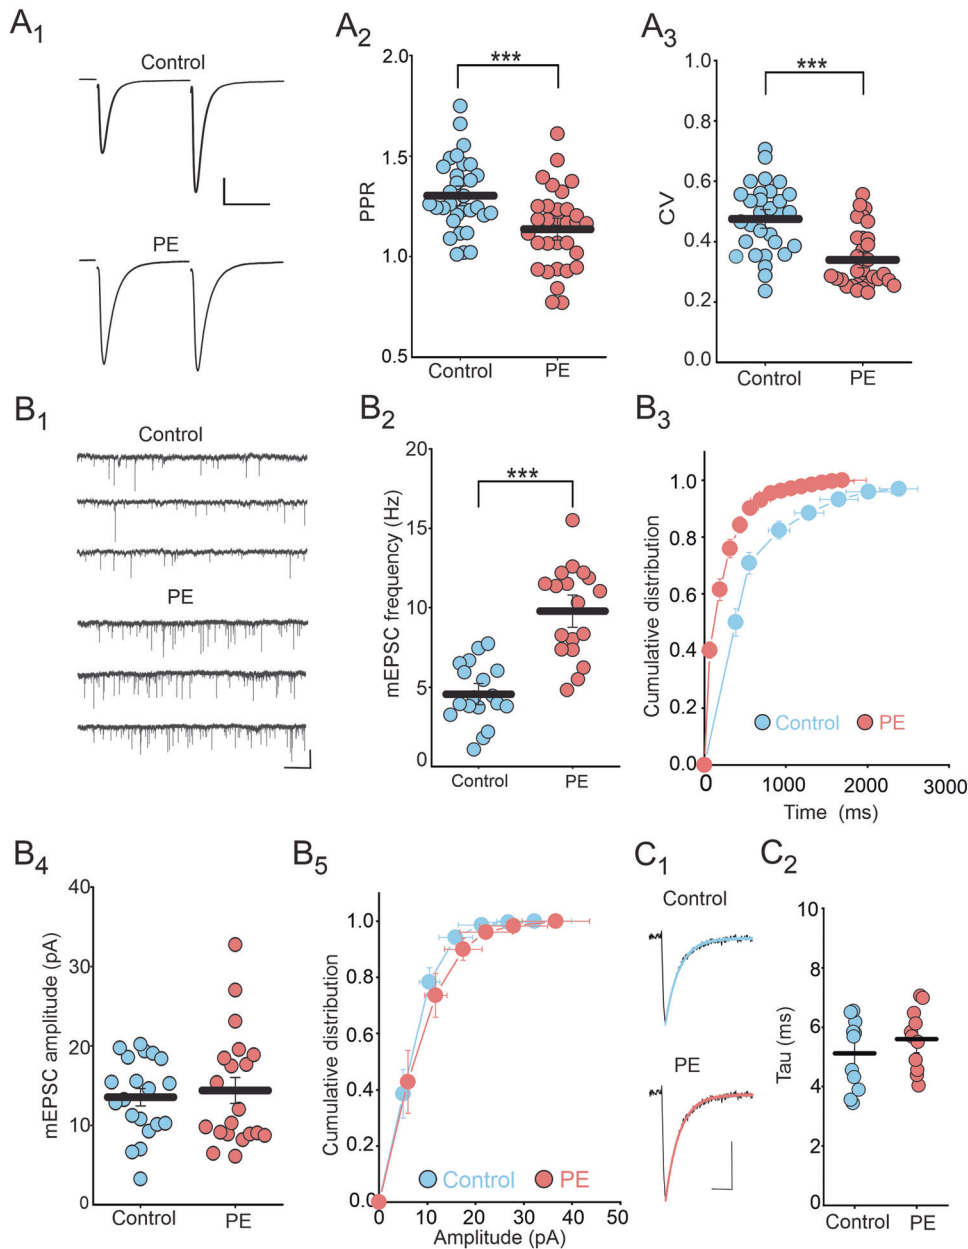 A1
Control
PE
A2
PPR
2.0
1.5
1.0
0.5
***
Control
PE
A3
CV
1.0
0.8
0.6
0.4
0.2
0.0
***
Control
PE
B1
Control
PE
B2
mEPSC frequency (Hz)
20
15
10
5
0
***
Control
PE
B3
Cumulative distribution
1.0
0.8
0.6
0.4
0.2
0.0
Control PE
0 1000 2000 3000
Time (ms)
B4
mEPSC amplitude (pA)
40
30
20
10
0
Control
PE
B5
Cumulative distribution
1.0
0.8
0.6
0.4
0.2
0.0
Control PE
0 10 20 30 40 50
Amplitude (pA)
C1
Control
PE
C2
Tau (ms)
10
8
6
4
2
0
Control
PE